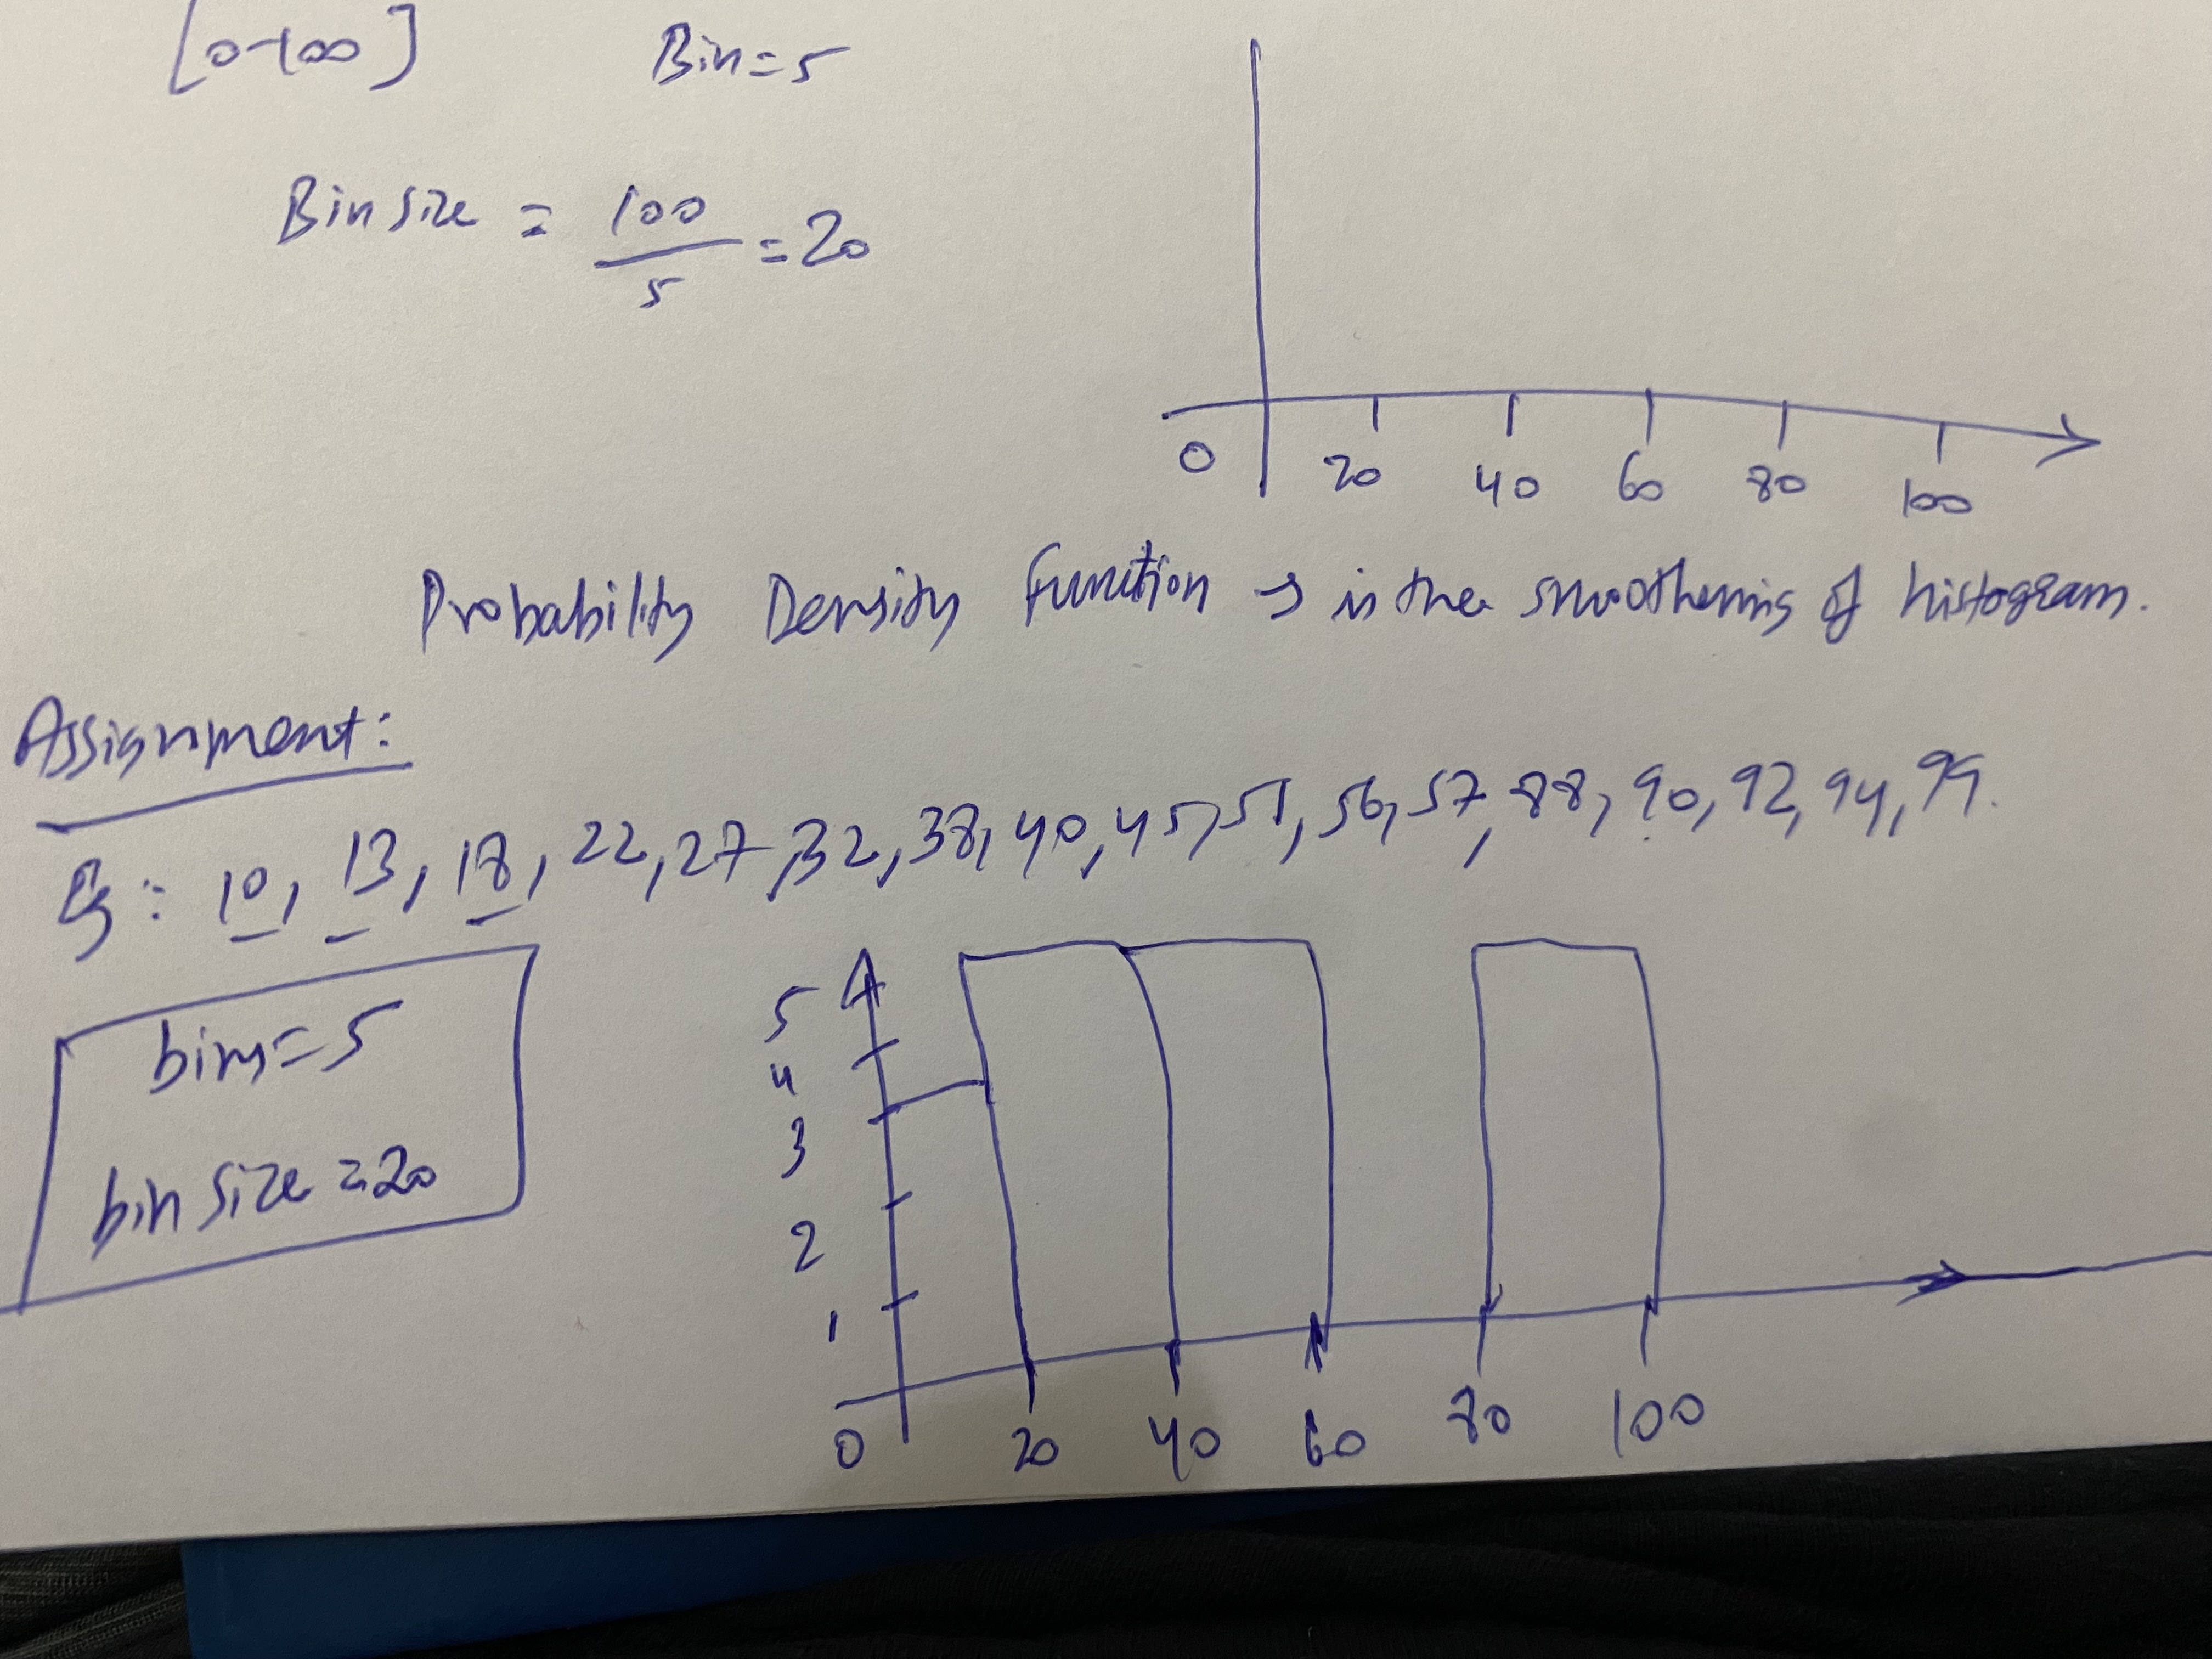 [0-100] Bin=5
Bin size = 100/5 = 20
0 20 40 60 80 100
Probability Density Function → is the smoothening of histogram.
Assignment:
Eg: 10, 13, 18, 22, 27, 32, 38, 40, 45, 51, 56, 57, 88, 90, 92, 94, 99.
bins=5
bin size=20
5
4
3
2
1
0 20 40 60 80 100